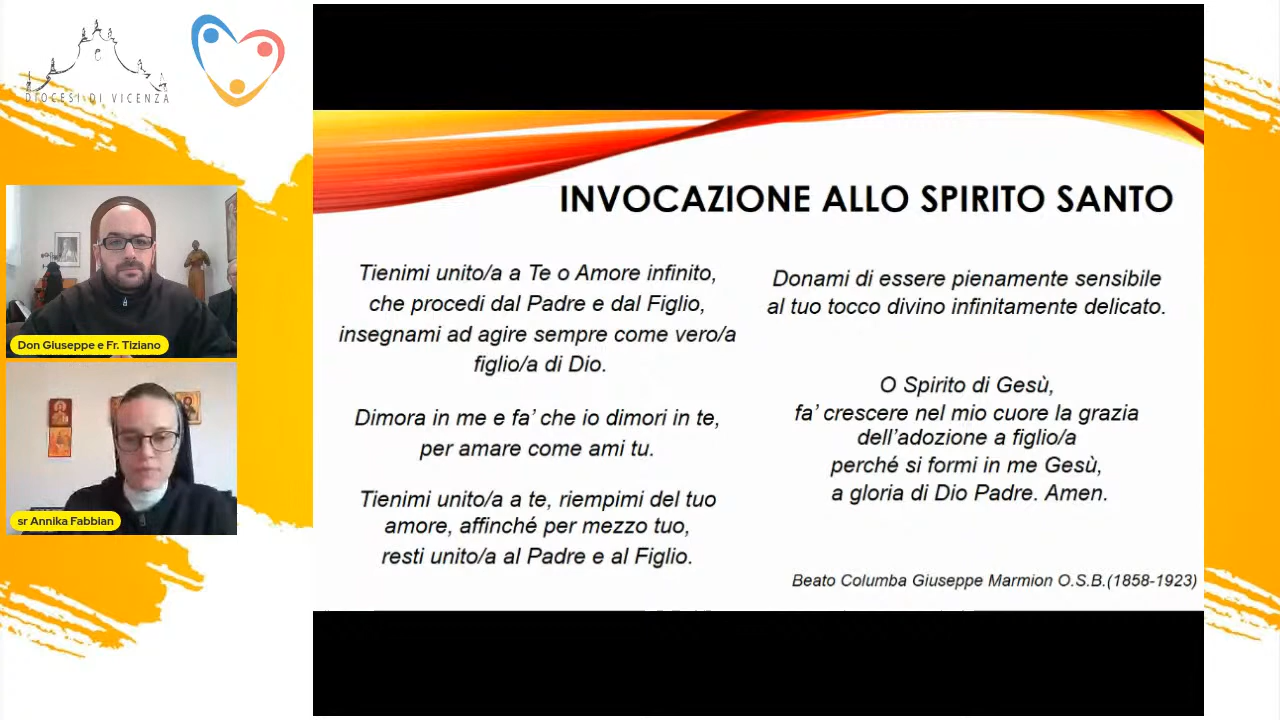 DIOCESI DI VICENZA
Don Giuseppe e Fr. Tiziano
sr Annika Fabbian
INVOCAZIONE ALLO SPIRITO SANTO
Tienimi unito/a a Te o Amore infinito,
che procedi dal Padre e dal Figlio,
insegnami ad agire sempre come vero/a
figlio/a di Dio.
Dimora in me e fa’ che io dimori in te,
per amare come ami tu.
Tienimi unito/a a te, riempimi del tuo
amore, affinché per mezzo tuo,
resti unito/a al Padre e al Figlio.
Donami di essere pienamente sensibile
al tuo tocco divino infinitamente delicato.
O Spirito di Gesù,
fa’ crescere nel mio cuore la grazia
dell’adozione a figlio/a
perché si formi in me Gesù,
a gloria di Dio Padre. Amen.
Beato Columba Giuseppe Marmion O.S.B.(1858-1923)